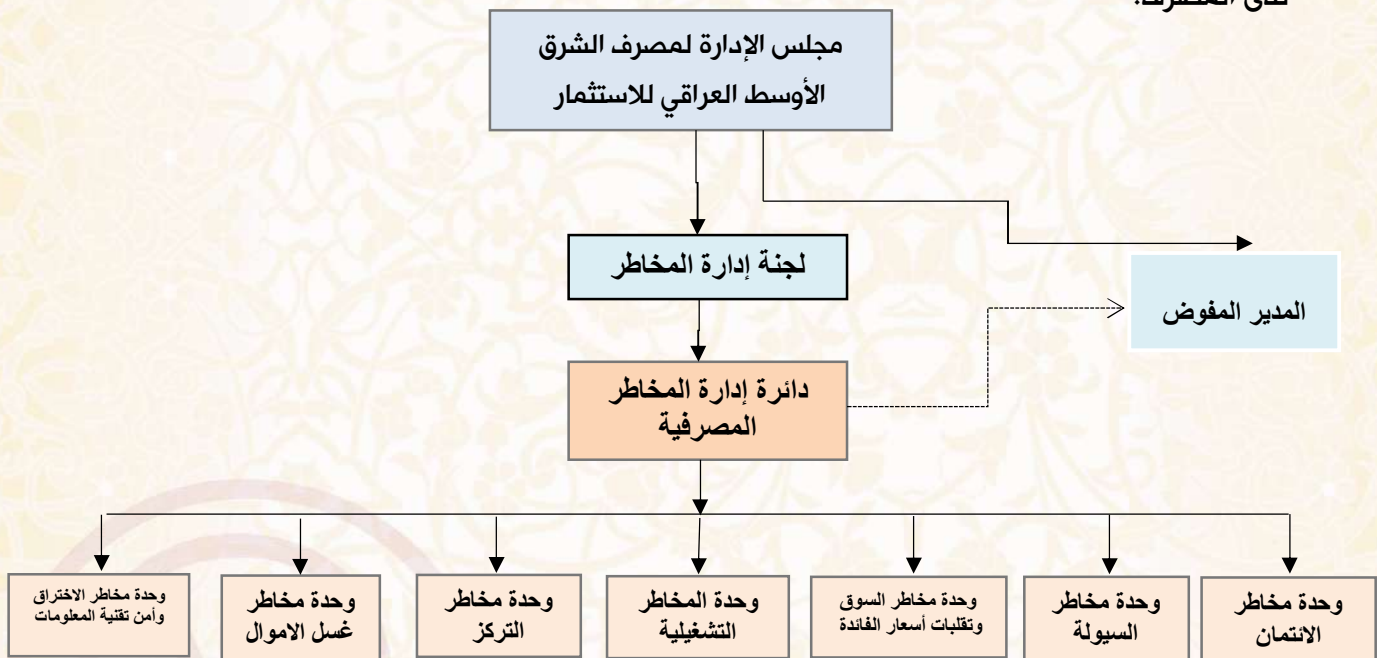 لدى المصرف.
مجلس الإدارة لمصرف الشرق
الأوسط العراقي للاستثمار
لجنة إدارة المخاطر
المدير المفوض
دائرة إدارة المخاطر
المصرفية
وحدة مخاطر
الائتمان
وحدة مخاطر
السيولة
وحدة مخاطر السوق
وتقلبات أسعار الفائدة
وحدة المخاطر
التشغيلية
وحدة مخاطر
التركز
وحدة مخاطر
غسل الاموال
وحدة مخاطر الاختراق
وأمن تقنية المعلومات